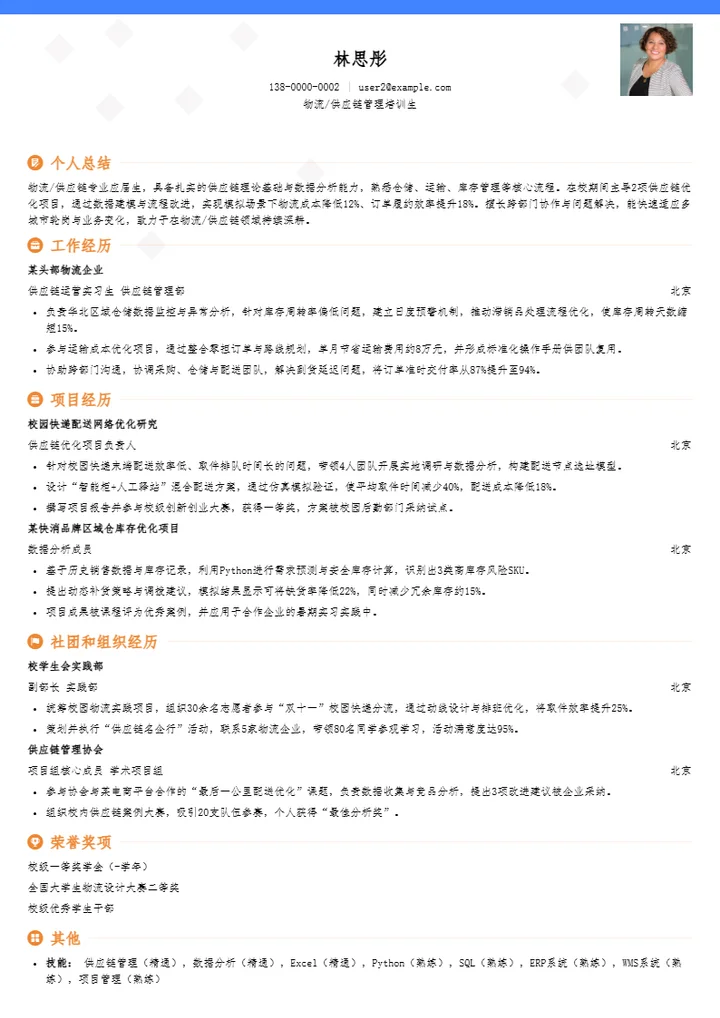 林思彤
138-0000-0002 | user2@example.com
物流/供应链管理培训生
个人总结
物流/供应链专业应届生，具备扎实的供应链理论基础与数据分析能力，熟悉仓储、运输、库存管理等核心流程。在校期间主导2项供应链优
化项目，通过数据建模与流程改进，实现模拟场景下物流成本降低12%、订单履约效率提升18%。擅长跨部门协作与问题解决，能快速适应多
城市轮岗与业务变化，致力于在物流/供应链领域持续深耕。
工作经历
某头部物流企业
供应链运营实习生 供应链管理部 北京
• 负责华北区域仓储数据监控与异常分析，针对库存周转率偏低问题，建立日度预警机制，推动滞销品处理流程优化，使库存周转天数缩
短15%。
• 参与运输成本优化项目，通过整合零担订单与路线规划，单月节省运输费用约8万元，并形成标准化操作手册供团队复用。
• 协助跨部门沟通，协调采购、仓储与配送团队，解决到货延迟问题，将订单准时交付率从87%提升至94%。
项目经历
校园快递配送网络优化研究
供应链优化项目负责人 北京
• 针对校园快递末端配送效率低、取件排队时间长的问题，带领4人团队开展实地调研与数据分析，构建配送节点选址模型。
• 设计“智能柜+人工驿站”混合配送方案，通过仿真模拟验证，使平均取件时间减少40%，配送成本降低18%。
• 撰写项目报告并参与校级创新创业大赛，获得一等奖，方案被校园后勤部门采纳试点。
某快消品牌区域仓库存优化项目
数据分析成员 北京
• 基于历史销售数据与库存记录，利用Python进行需求预测与安全库存计算，识别出3类高库存风险SKU。
• 提出动态补货策略与调拨建议，模拟结果显示可将缺货率降低22%，同时减少冗余库存约15%。
• 项目成果被课程评为优秀案例，并应用于合作企业的暑期实习实践中。
社团和组织经历
校学生会实践部
副部长 实践部 北京
• 统筹校园物流实践项目，组织30余名志愿者参与“双十一”校园快递分流，通过动线设计与排班优化，将取件效率提升25%。
• 策划并执行“供应链名企行”活动，联系5家物流企业，带领80名同学参观学习，活动满意度达95%。
供应链管理协会
项目组核心成员 学术项目组 北京
• 参与协会与某电商平台合作的“最后一公里配送优化”课题，负责数据收集与竞品分析，提出3项改进建议被企业采纳。
• 组织校内供应链案例大赛，吸引20支队伍参赛，个人获得“最佳分析奖”。
荣誉奖项
校级一等奖学金（-学年）
全国大学生物流设计大赛二等奖
校级优秀学生干部
其他
• 技能： 供应链管理（精通），数据分析（精通），Excel（精通），Python（熟练），SQL（熟练），ERP系统（熟练），WMS系统（熟
练），项目管理（熟练）